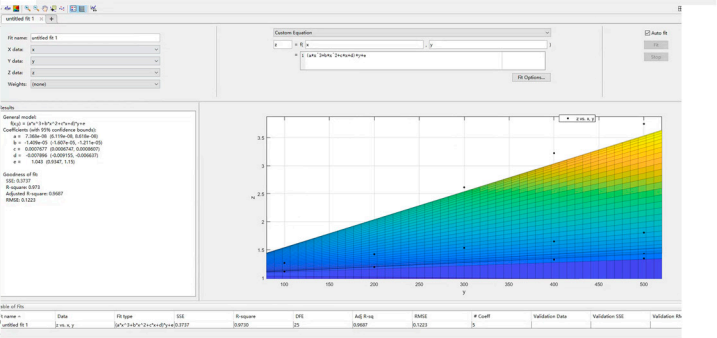 untitled fit 1
Fit name: untitled fit 1
X data: x
Y data: y
Z data: z
Weights: (none)
Custom Equation
z = f( x , y )
= (a*x^3+b*x^2+c*x+d)*y+e
Fit Options...
Auto fit
Fit
Stop
Results
General model:
f(x,y) = (a*x^3+b*x^2+c*x+d)*y+e
Coefficients (with 95% confidence bounds):
a = 7.368e-08 (6.119e-08, 8.618e-08)
b = -1.409e-05 (-1.607e-05, -1.211e-05)
c = 0.0007677 (0.0006747, 0.0008607)
d = -0.007896 (-0.009155, -0.006637)
e = 1.043 (0.9347, 1.15)
Goodness of fit:
SSE: 0.3737
R-square: 0.973
Adjusted R-square: 0.9687
RMSE: 0.1223
z vs. x, y
3.5
3
2.5
2
1.5
1
z
100 150 200 250 300 350 400 450 500
y
Table of Fits
Fit name Data Fit type SSE R-square DFE Adj R-sq RMSE # Coeff Validation Data Validation SSE Validation RM
untitled fit 1 z vs. x, y (a*x^3+b*x^2+c*x+d)*y+e 0.3737 0.9730 25 0.9687 0.1223 5